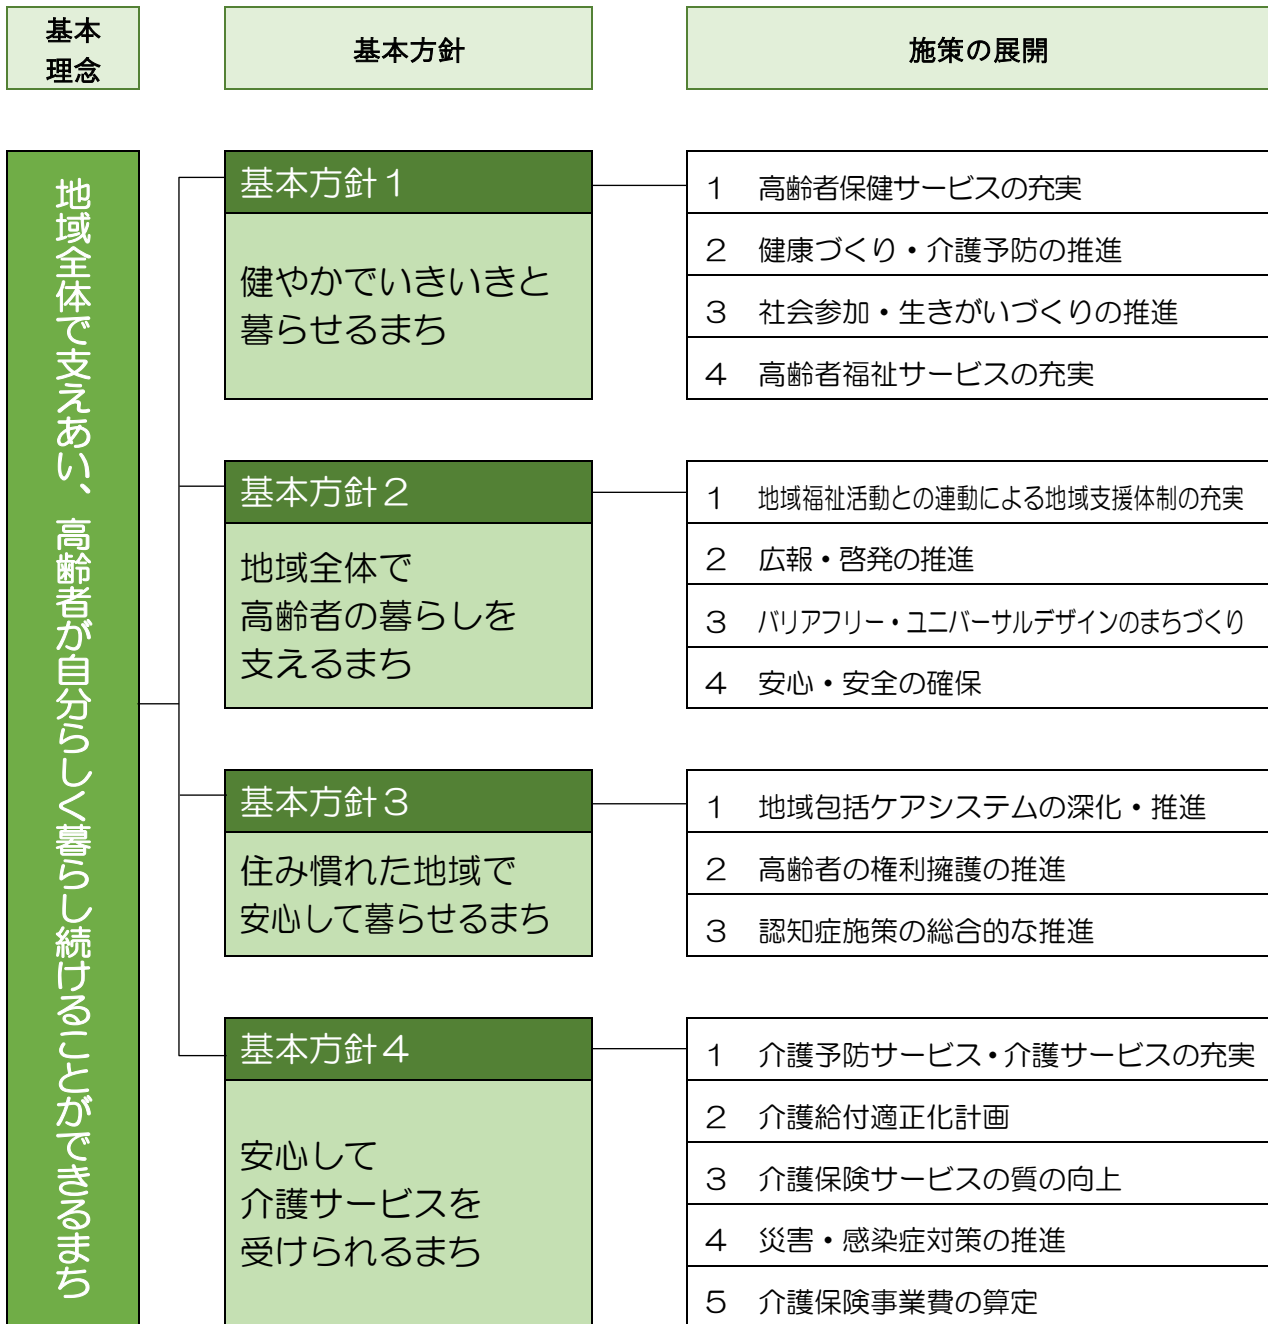 基本
理念
基本方針
施策の展開
地域全体で支えあい、高齢者が自分らしく暮らし続けることができるまち
基本方針１
健やかでいきいきと
暮らせるまち
１ 高齢者保健サービスの充実
２ 健康づくり・介護予防の推進
３ 社会参加・生きがいづくりの推進
４ 高齢者福祉サービスの充実
基本方針２
地域全体で
高齢者の暮らしを
支えるまち
１ 地域福祉活動との連動による地域支援体制の充実
２ 広報・啓発の推進
３ バリアフリー・ユニバーサルデザインのまちづくり
４ 安心・安全の確保
基本方針３
住み慣れた地域で
安心して暮らせるまち
１ 地域包括ケアシステムの深化・推進
２ 高齢者の権利擁護の推進
３ 認知症施策の総合的な推進
基本方針４
安心して
介護サービスを
受けられるまち
１ 介護予防サービス・介護サービスの充実
２ 介護給付適正化計画
３ 介護保険サービスの質の向上
４ 災害・感染症対策の推進
５ 介護保険事業費の算定